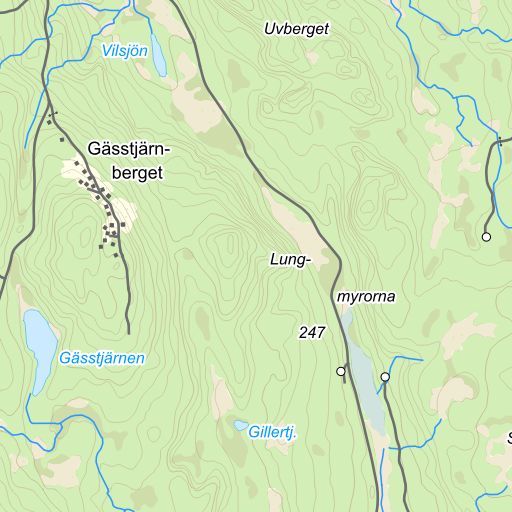 Uvberget
Vilsjön
Gässtjärn-
berget
Lung-
myrorna
247
Gässtjärnen
Gillertj.
S